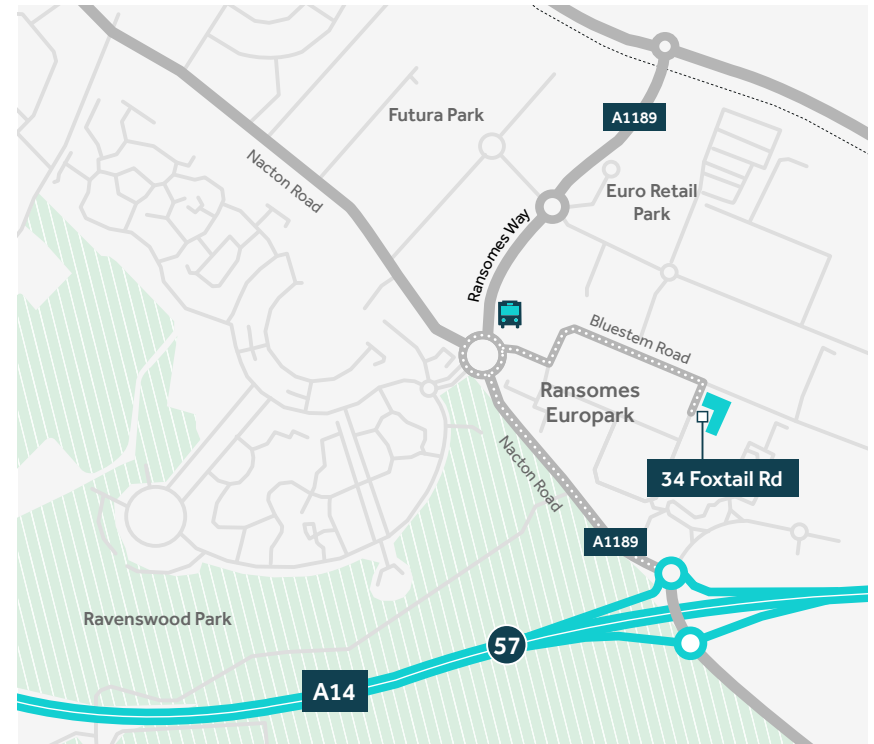 Futura Park
A1189
Nacton Road
Euro Retail
Park
Ransomes Way
Bluestem Road
Ransomes
Europark
Nacton Road
34 Foxtail Rd
A1189
Ravenswood Park
57
A14